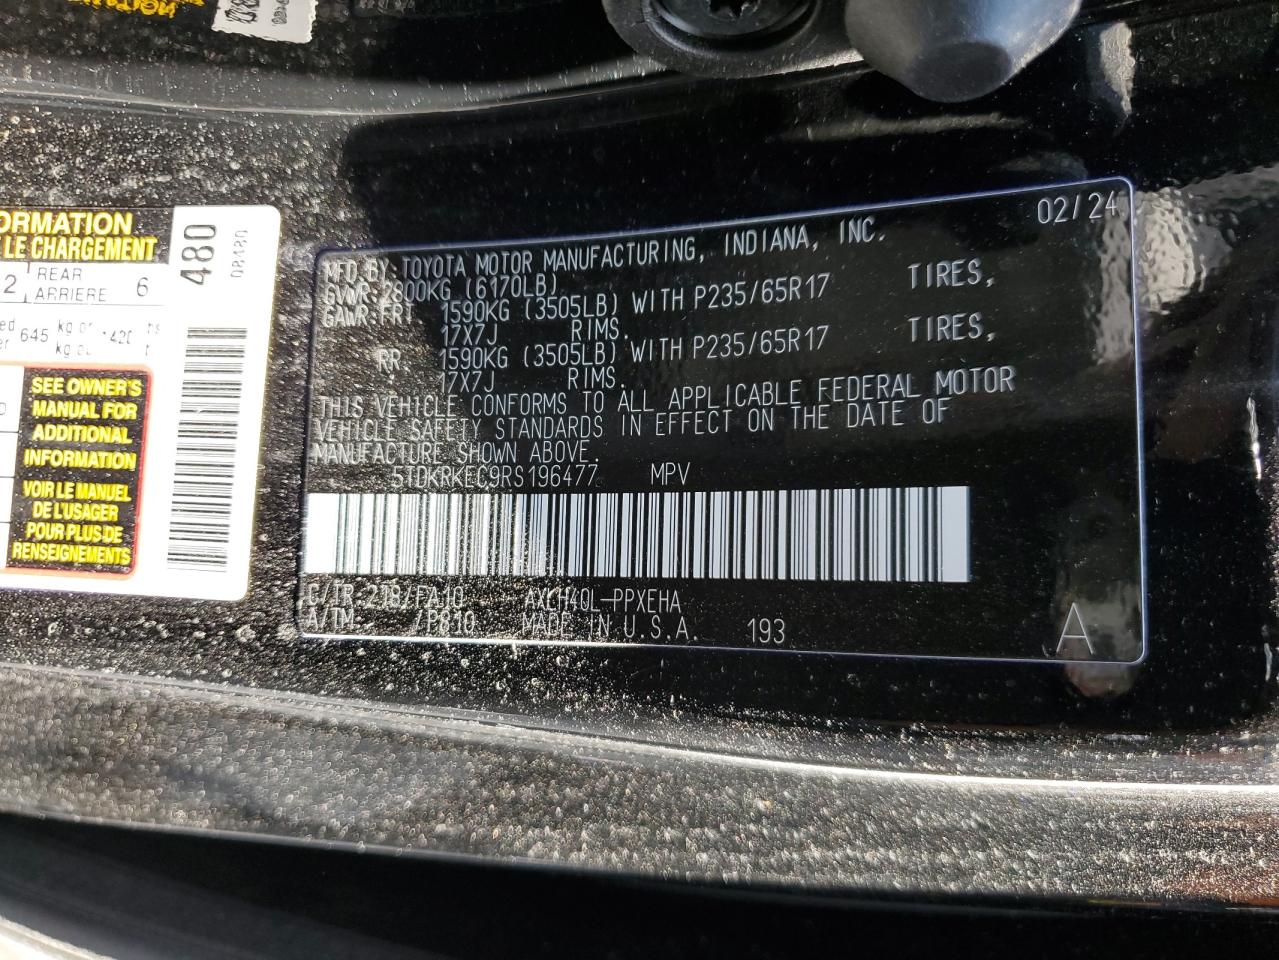 ORMATION
LE CHARGEMENT
2 REAR ARRIERE 6
645 kg
480
SEE OWNER'S
MANUAL FOR
ADDITIONAL
INFORMATION
VOIR LE MANUEL
DE L'USAGER
POUR PLUS DE
RENSEIGNEMENTS
02/24
MFD.BY:TOYOTA MOTOR MANUFACTURING, INDIANA, INC.
GVWR:2800KG (6170LB)
GAWR:FRT 1590KG (3505LB) WITH P235/65R17 TIRES,
17X7J RIMS.
RR 1590KG (3505LB) WITH P235/65R17 TIRES,
17X7J RIMS.
THIS VEHICLE CONFORMS TO ALL APPLICABLE FEDERAL MOTOR
VEHICLE SAFETY STANDARDS IN EFFECT ON THE DATE OF
MANUFACTURE SHOWN ABOVE.
5TDKRKEC9RS196477 MPV
C/TR:218/FA10 AXLH40L-PPXEHA
A/TM /P810 MADE IN U.S.A. 193
A